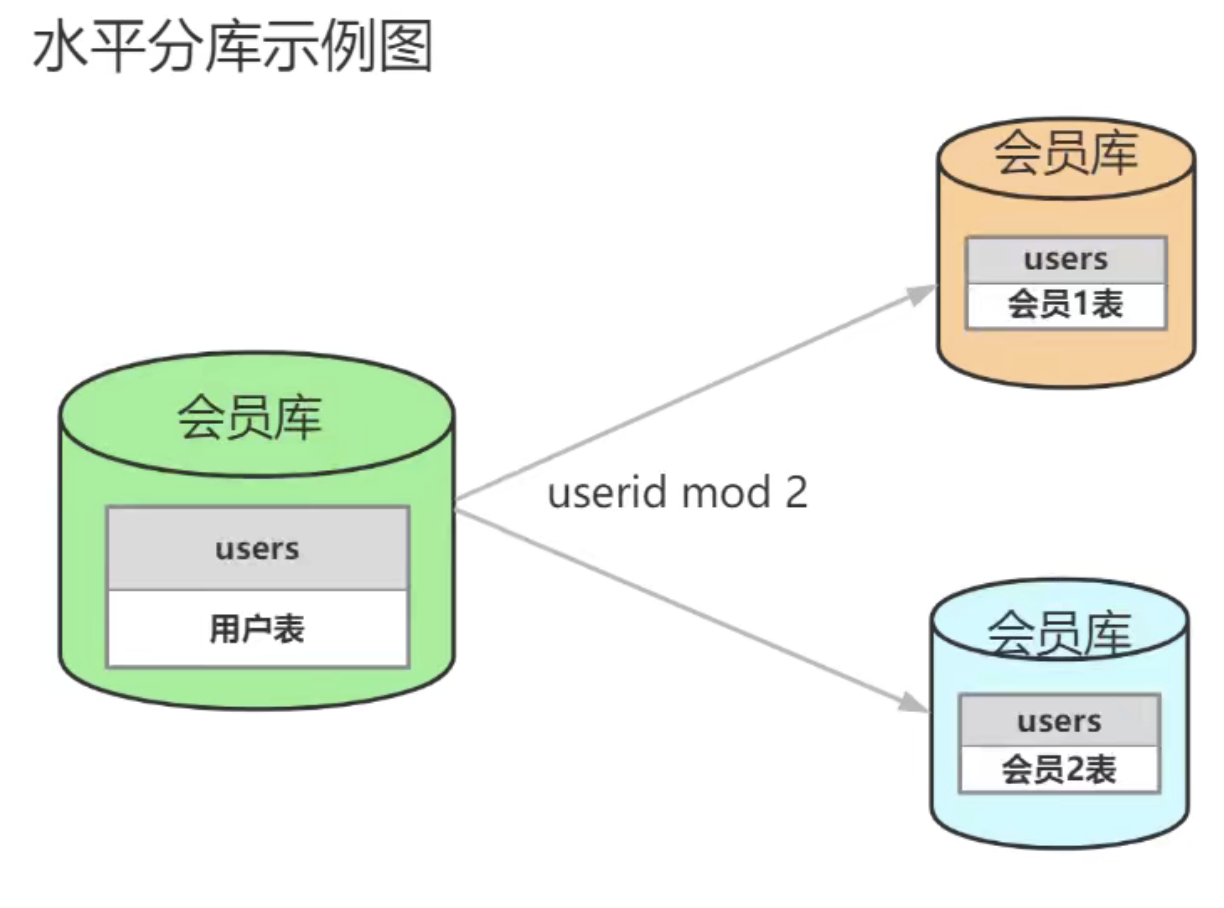 水平分库示例图
会员库
users
会员1表
会员库
users
用户表
userid mod 2
会员库
users
会员2表